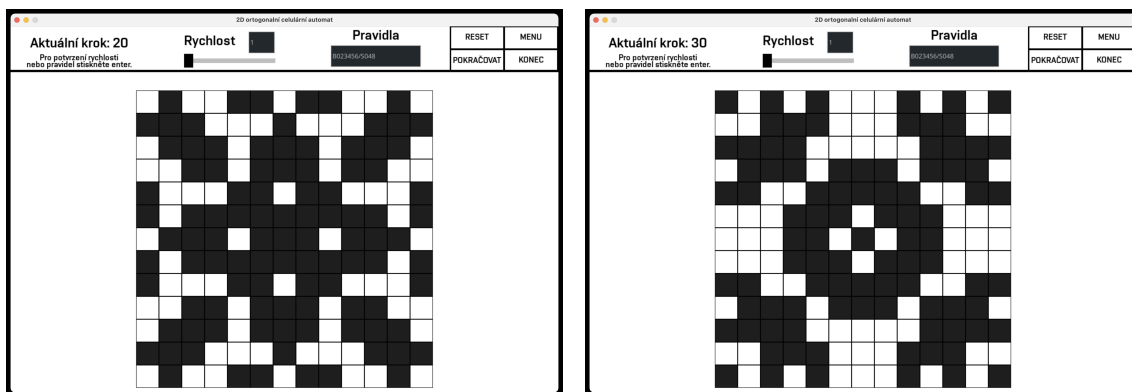 2D ortogonalní celulární automat
Aktuální krok: 20
Pro potvrzení rychlosti
nebo pravidel stiskněte enter.
Rychlost
1
Pravidla
B023456/S048
RESET
MENU
POKRAČOVAT
KONEC
2D ortogonalní celulární automat
Aktuální krok: 30
Pro potvrzení rychlosti
nebo pravidel stiskněte enter.
Rychlost
1
Pravidla
B023456/S048
RESET
MENU
POKRAČOVAT
KONEC